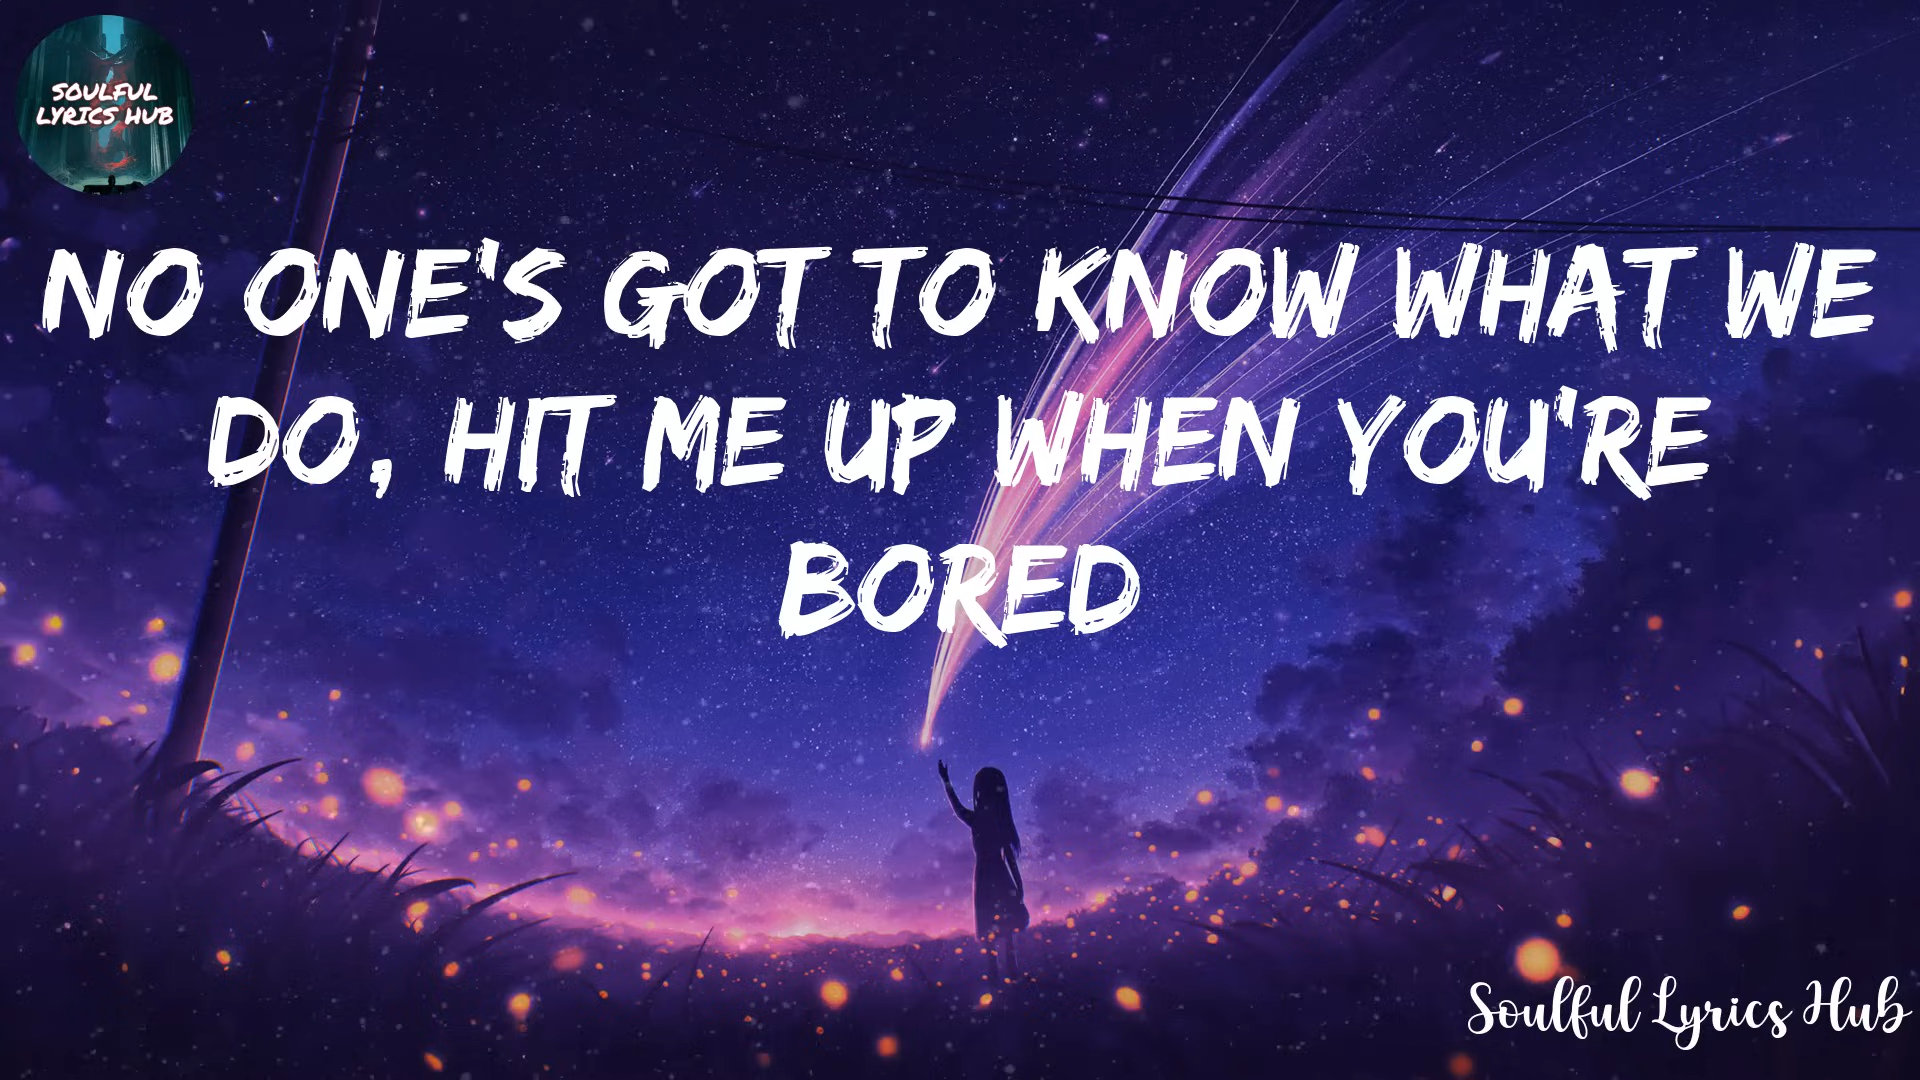 SOULFUL
LYRICS HUB
NO ONE'S GOT TO KNOW WHAT WE
DO, HIT ME UP WHEN YOU'RE
BORED
Soulful Lyrics Hub